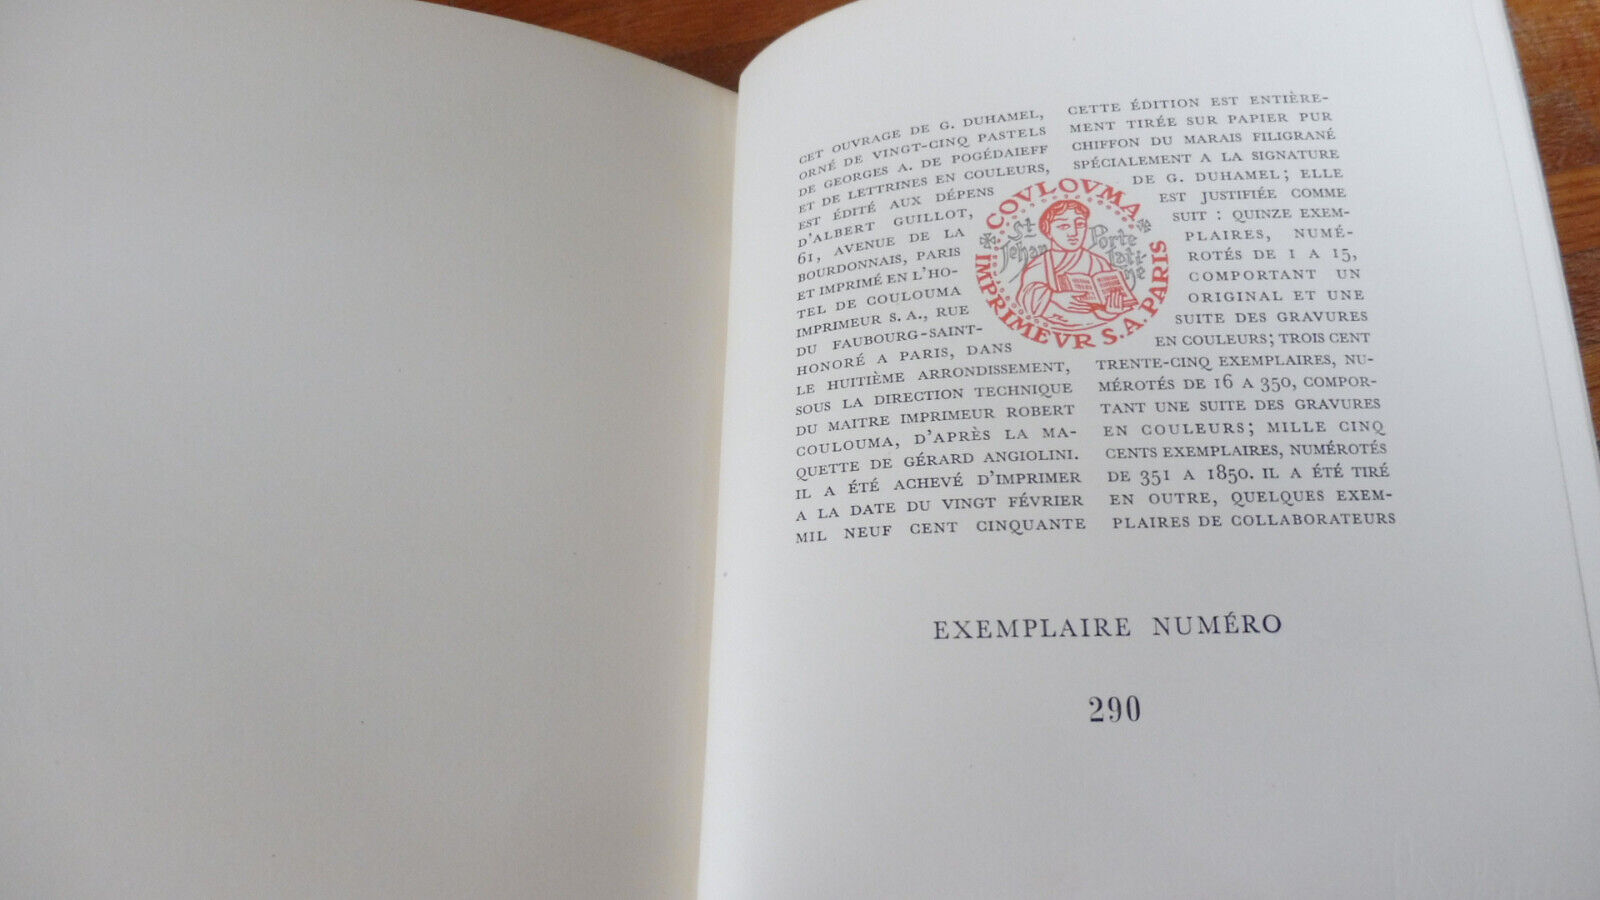 CET OUVRAGE DE G. DUHAMEL,
ORNÉ DE VINGT-CINQ PASTELS
DE GEORGES A. DE POGÉDAIEFF
ET DE LETTRINES EN COULEURS,
EST ÉDITÉ AUX DÉPENS
D'ALBERT GUILLOT,
61, AVENUE DE LA
BOURDONNAIS, PARIS
ET IMPRIMÉ EN L'HO-
TEL DE COULOUMA
IMPRIMEUR S. A., RUE
DU FAUBOURG-SAINT-
HONORÉ A PARIS, DANS
LE HUITIÈME ARRONDISSEMENT,
SOUS LA DIRECTION TECHNIQUE
DU MAITRE IMPRIMEUR ROBERT
COULOUMA, D'APRÈS LA MA-
QUETTE DE GÉRARD ANGIOLINI.
IL A ÉTÉ ACHEVÉ D'IMPRIMER
A LA DATE DU VINGT FÉVRIER
MIL NEUF CENT CINQUANTE
COVLOVMA
IMPRIMEVR S.A. PARIS
St Jehan
Porte
Lati
ne
CETTE ÉDITION EST ENTIÈRE-
MENT TIRÉE SUR PAPIER PUR
CHIFFON DU MARAIS FILIGRANÉ
SPÉCIALEMENT A LA SIGNATURE
DE G. DUHAMEL; ELLE
EST JUSTIFIÉE COMME
SUIT : QUINZE EXEM-
PLAIRES, NUMÉ-
ROTÉS DE 1 A 15,
COMPORTANT UN
ORIGINAL ET UNE
SUITE DES GRAVURES
EN COULEURS; TROIS CENT
TRENTE-CINQ EXEMPLAIRES, NU-
MÉROTÉS DE 16 A 350, COMPOR-
TANT UNE SUITE DES GRAVURES
EN COULEURS; MILLE CINQ
CENTS EXEMPLAIRES, NUMÉROTÉS
DE 351 A 1850. IL A ÉTÉ TIRÉ
EN OUTRE, QUELQUES EXEM-
PLAIRES DE COLLABORATEURS
EXEMPLAIRE NUMÉRO
290